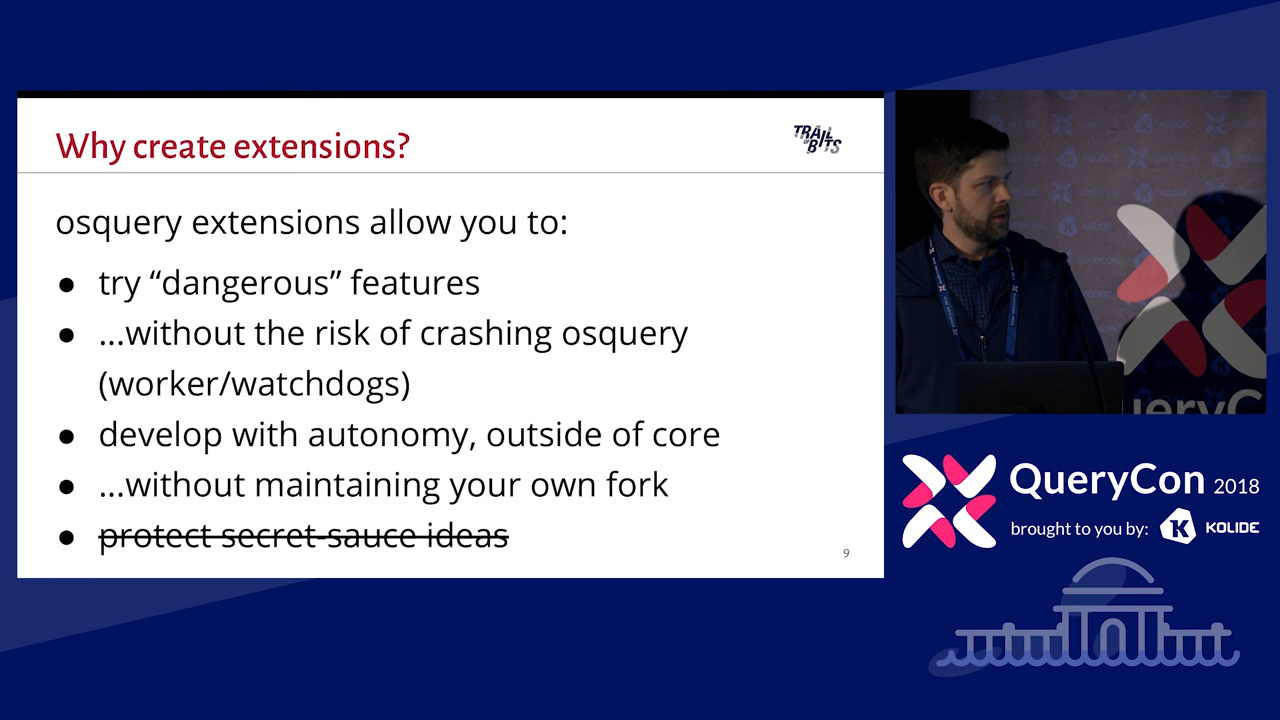 Why create extensions?
TRAIL
OF
BITS
osquery extensions allow you to:
● try “dangerous” features
● ...without the risk of crashing osquery
(worker/watchdogs)
● develop with autonomy, outside of core
● ...without maintaining your own fork
● protect secret-sauce ideas
9
QueryCon 2018
brought to you by: K KOLIDE
KOLIDE
KOLIDE